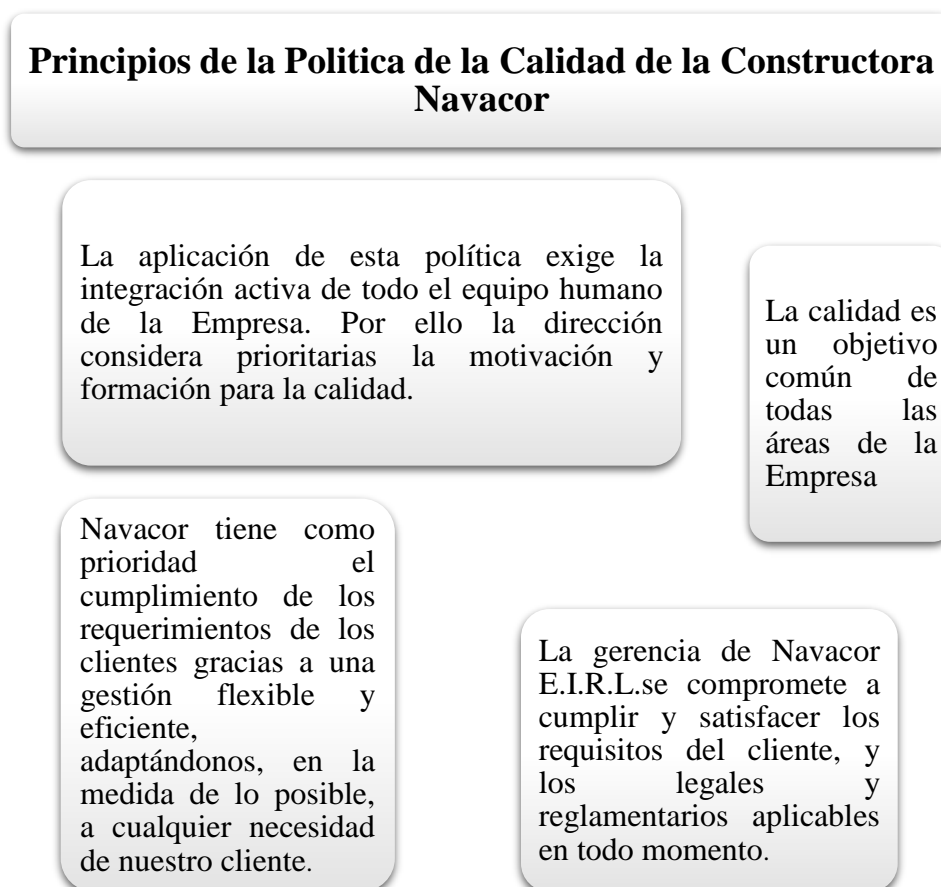 Principios de la Politica de la Calidad de la Constructora
Navacor
La aplicación de esta política exige la
integración activa de todo el equipo humano
de la Empresa. Por ello la dirección
considera prioritarias la motivación y
formación para la calidad.
La calidad es
un objetivo
común de
todas las
áreas de la
Empresa
Navacor tiene como
prioridad el
cumplimiento de los
requerimientos de los
clientes gracias a una
gestión flexible y
eficiente,
adaptándonos, en la
medida de lo posible,
a cualquier necesidad
de nuestro cliente.
La gerencia de Navacor
E.I.R.L.se compromete a
cumplir y satisfacer los
requisitos del cliente, y
los legales y
reglamentarios aplicables
en todo momento.